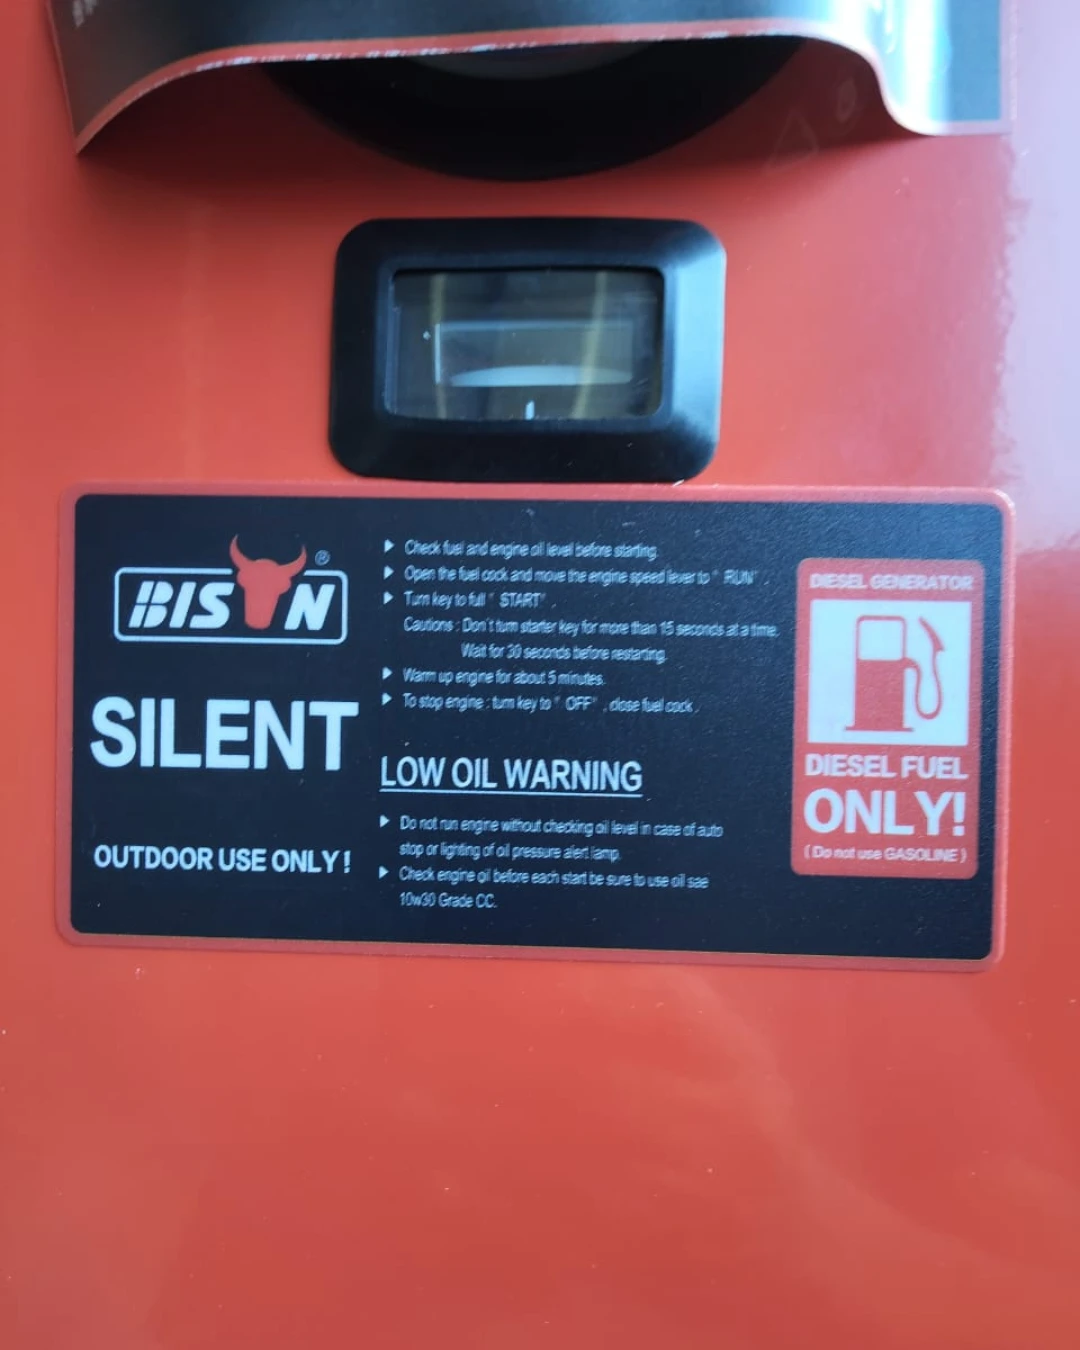 BISON®
SILENT
OUTDOOR USE ONLY!
Check fuel and engine oil level before starting.
Open the fuel cock and move the engine speed lever to " RUN" .
Turn key to full " START" .
Cautions : Don't turn starter key for more than 15 seconds at a time.
Wait for 30 seconds before restarting.
Warm up engine for about 5 minutes.
To stop engine : turn key to " OFF" , close fuel cock .
LOW OIL WARNING
Do not run engine without checking oil level in case of auto
stop or lighting of oil pressure alert lamp.
Check engine oil before each start be sure to use oil sae
10w30 Grade CC.
DIESEL GENERATOR
DIESEL FUEL
ONLY!
( Do not use GASOLINE )